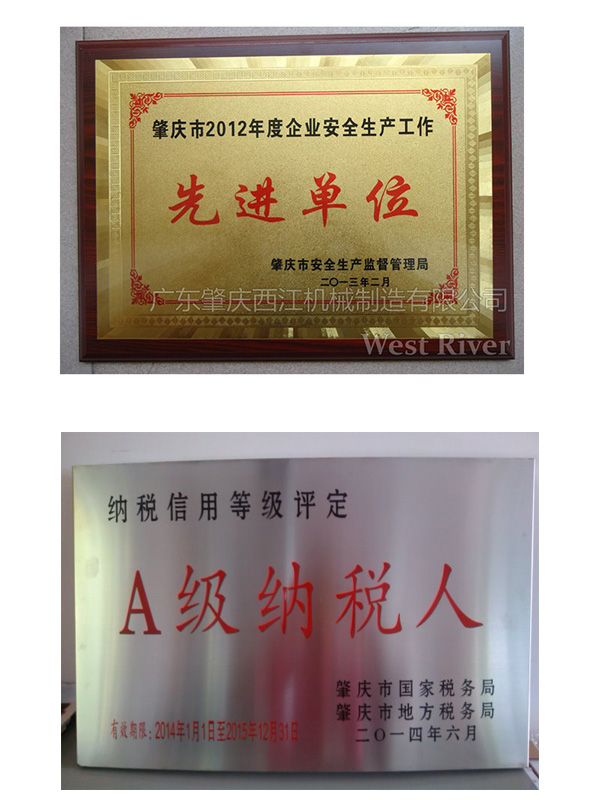 肇庆市2012年度企业安全生产工作
先进单位
肇庆市安全生产监督管理局
二〇一三年二月
广东肇庆西江机械制造有限公司
West River
纳税信用等级评定
A级纳税人
肇庆市国家税务局
肇庆市地方税务局
有效期限:2014年1月1日至2015年12月31日
二〇一四年六月